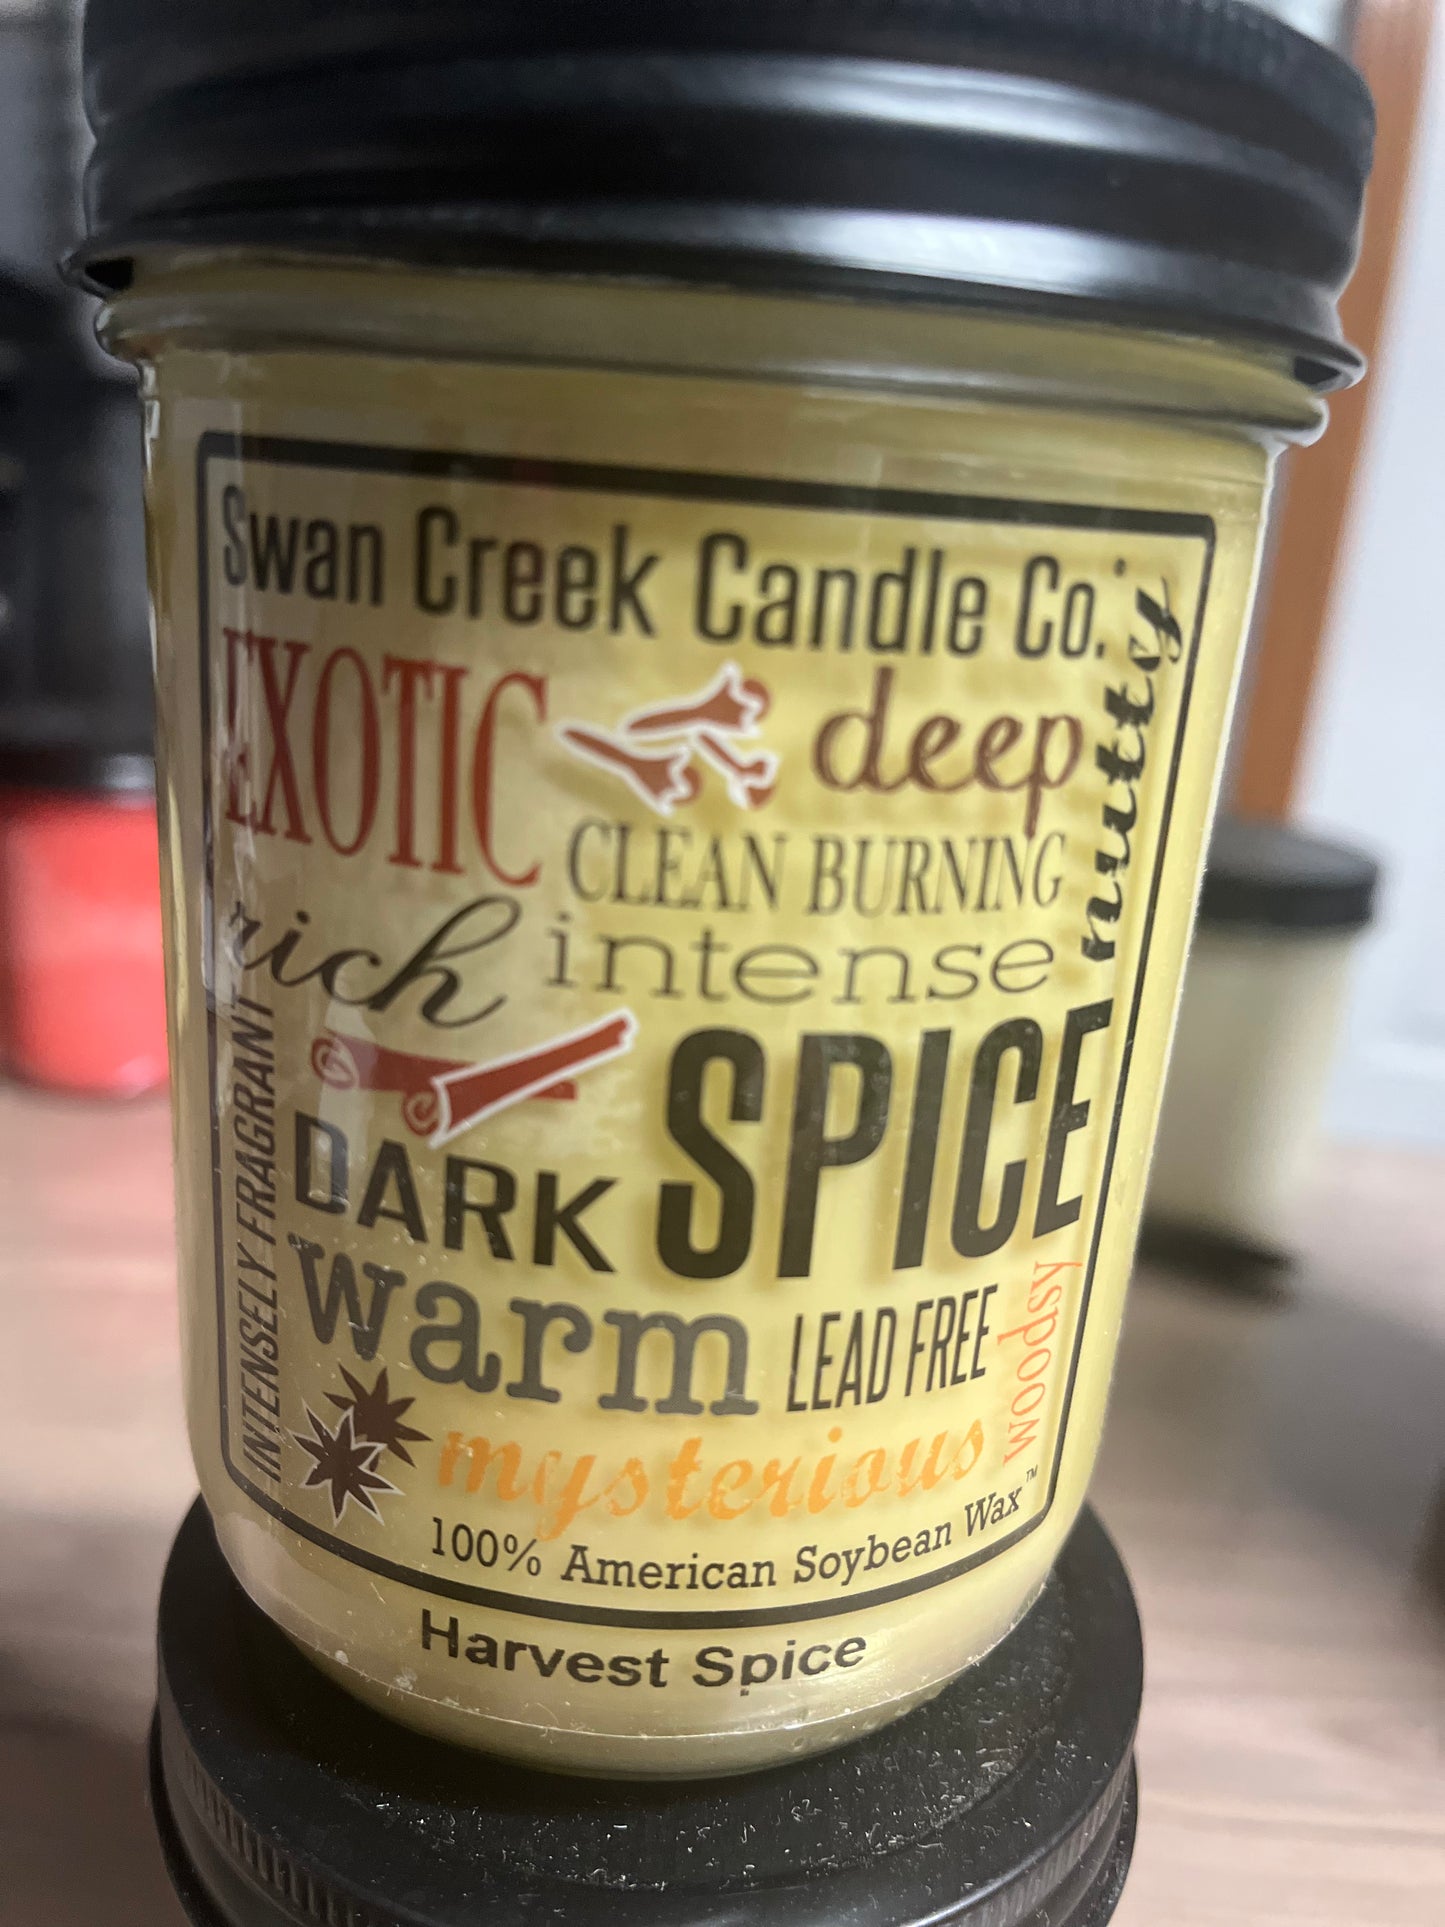 Swan Creek Candle Co.
EXOTIC deep
nutty
CLEAN BURNING
rich intense
INTENSELY FRAGRANT
DARK SPICE
warm LEAD FREE
woodsy
mysterious
100% American Soybean Wax™
Harvest Spice